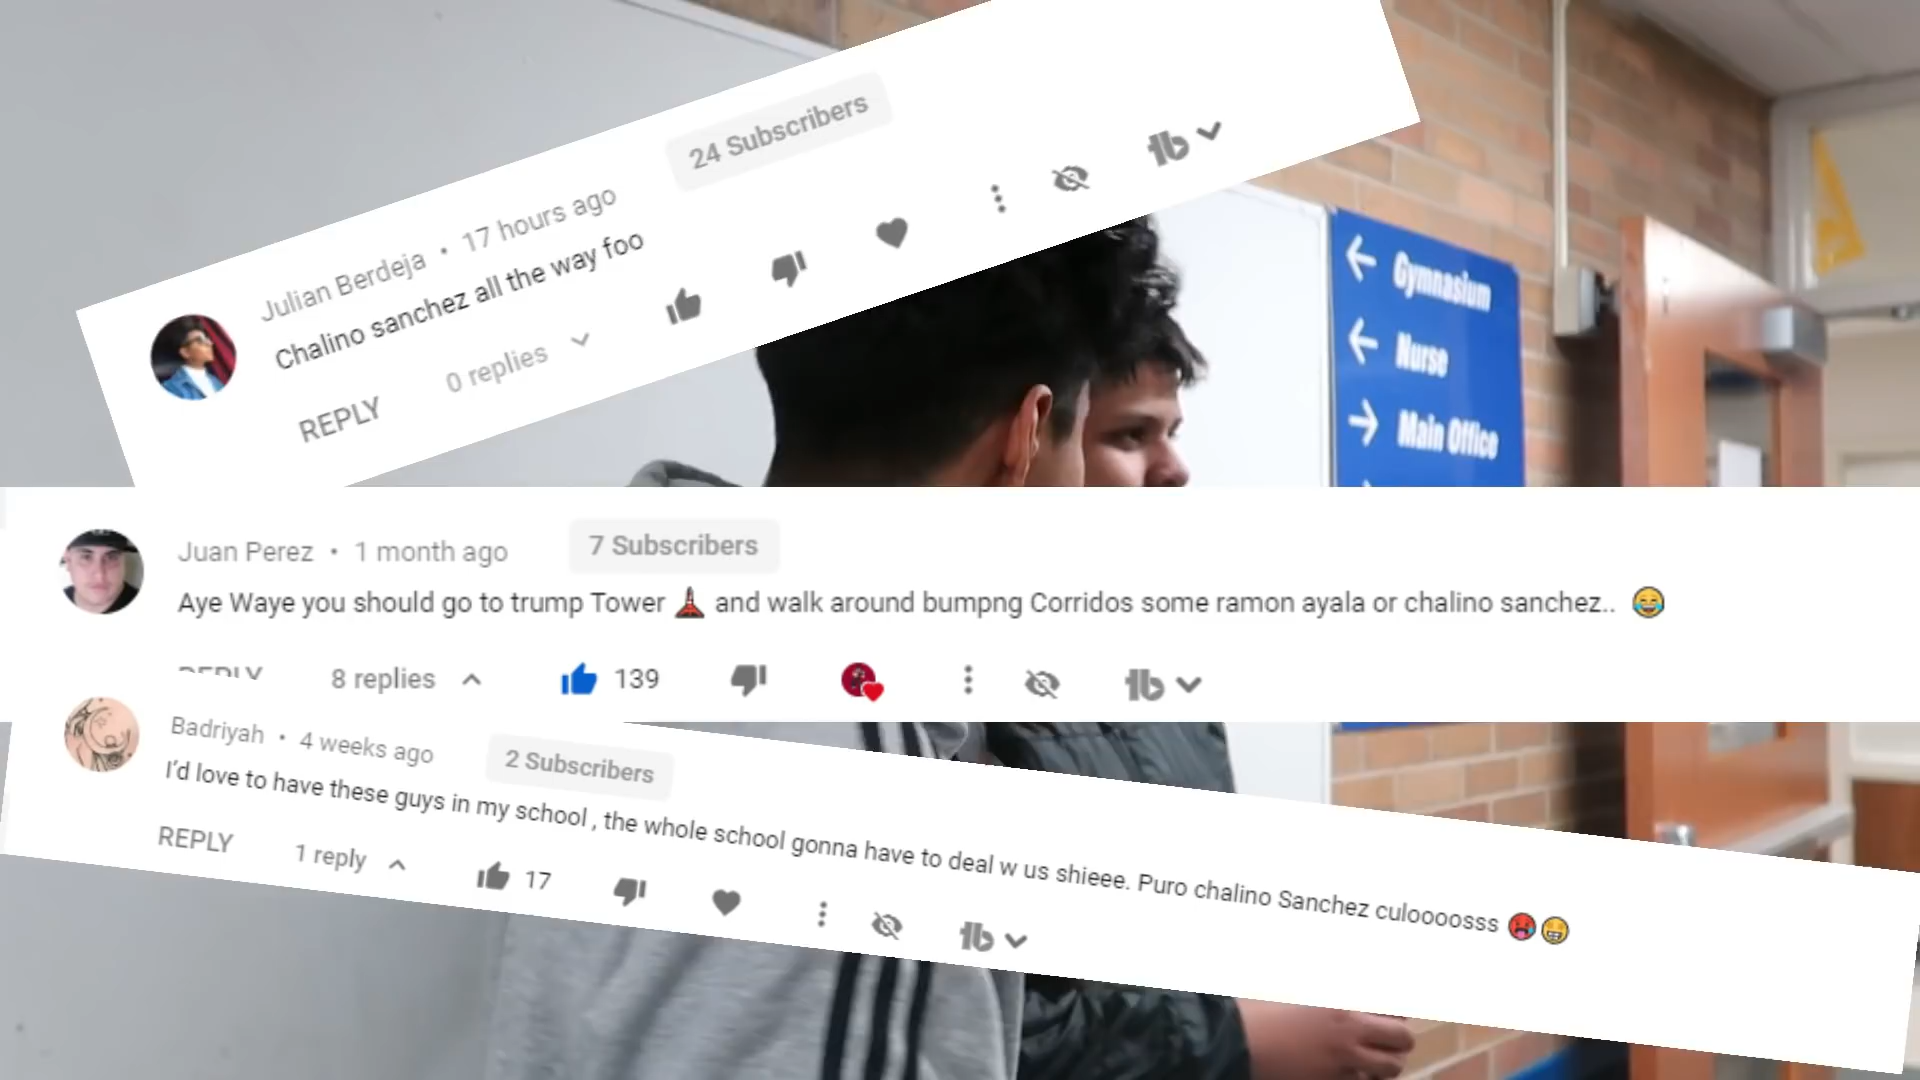 24 Subscribers
Julian Berdeja • 17 hours ago
Chalino sanchez all the way foo
REPLY 0 replies
Gymnasium
Nurse
Main Office
Juan Perez • 1 month ago 7 Subscribers
Aye Waye you should go to trump Tower 🗼 and walk around bumpng Corridos some ramon ayala or chalino sanchez.. 😂
REPLY 8 replies 139
Badriyah • 4 weeks ago 2 Subscribers
I'd love to have these guys in my school , the whole school gonna have to deal w us shieee. Puro chalino Sanchez culoooosss 🥵😁
REPLY 1 reply 17